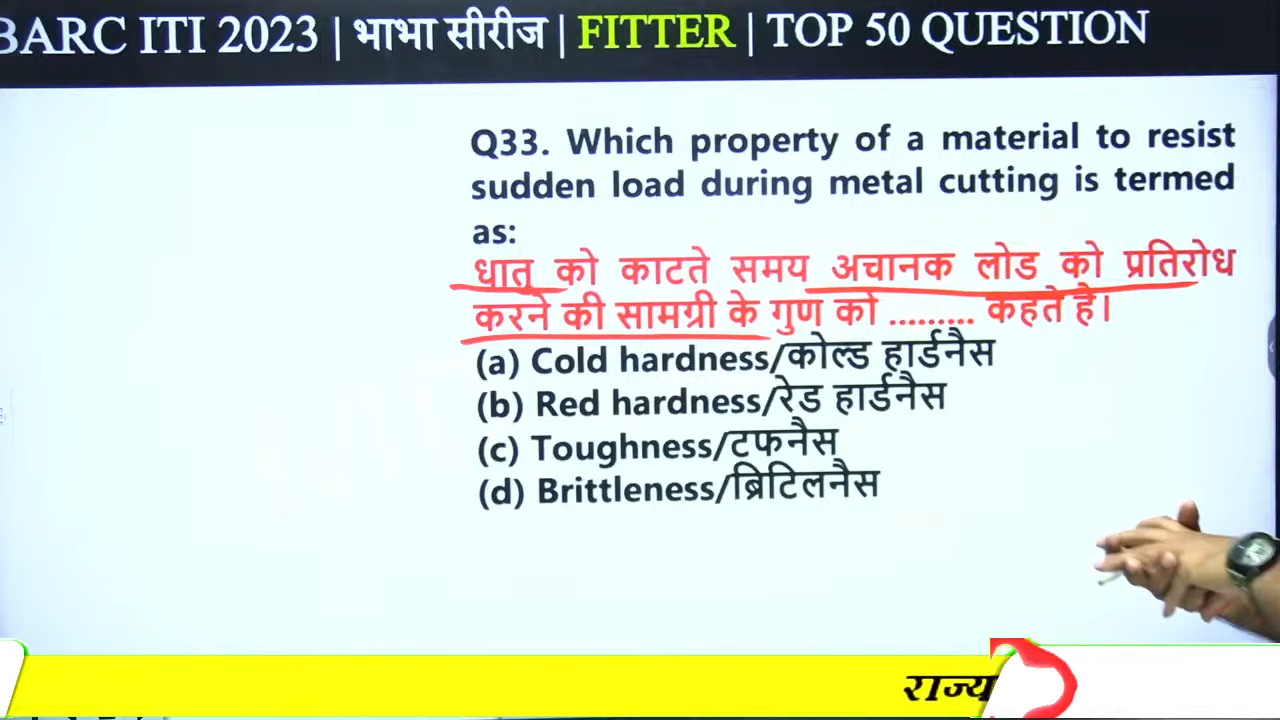 BARC ITI 2023 | भाभा सीरीज | FITTER | TOP 50 QUESTION
Q33. Which property of a material to resist
sudden load during metal cutting is termed
as:
धातु को काटते समय अचानक लोड को प्रतिरोध
करने की सामग्री के गुण को ......... कहते है।
(a) Cold hardness/कोल्ड हार्डनैस
(b) Red hardness/रेड हार्डनैस
(c) Toughness/टफनैस
(d) Brittleness/ब्रिटिलनैस
राज्य